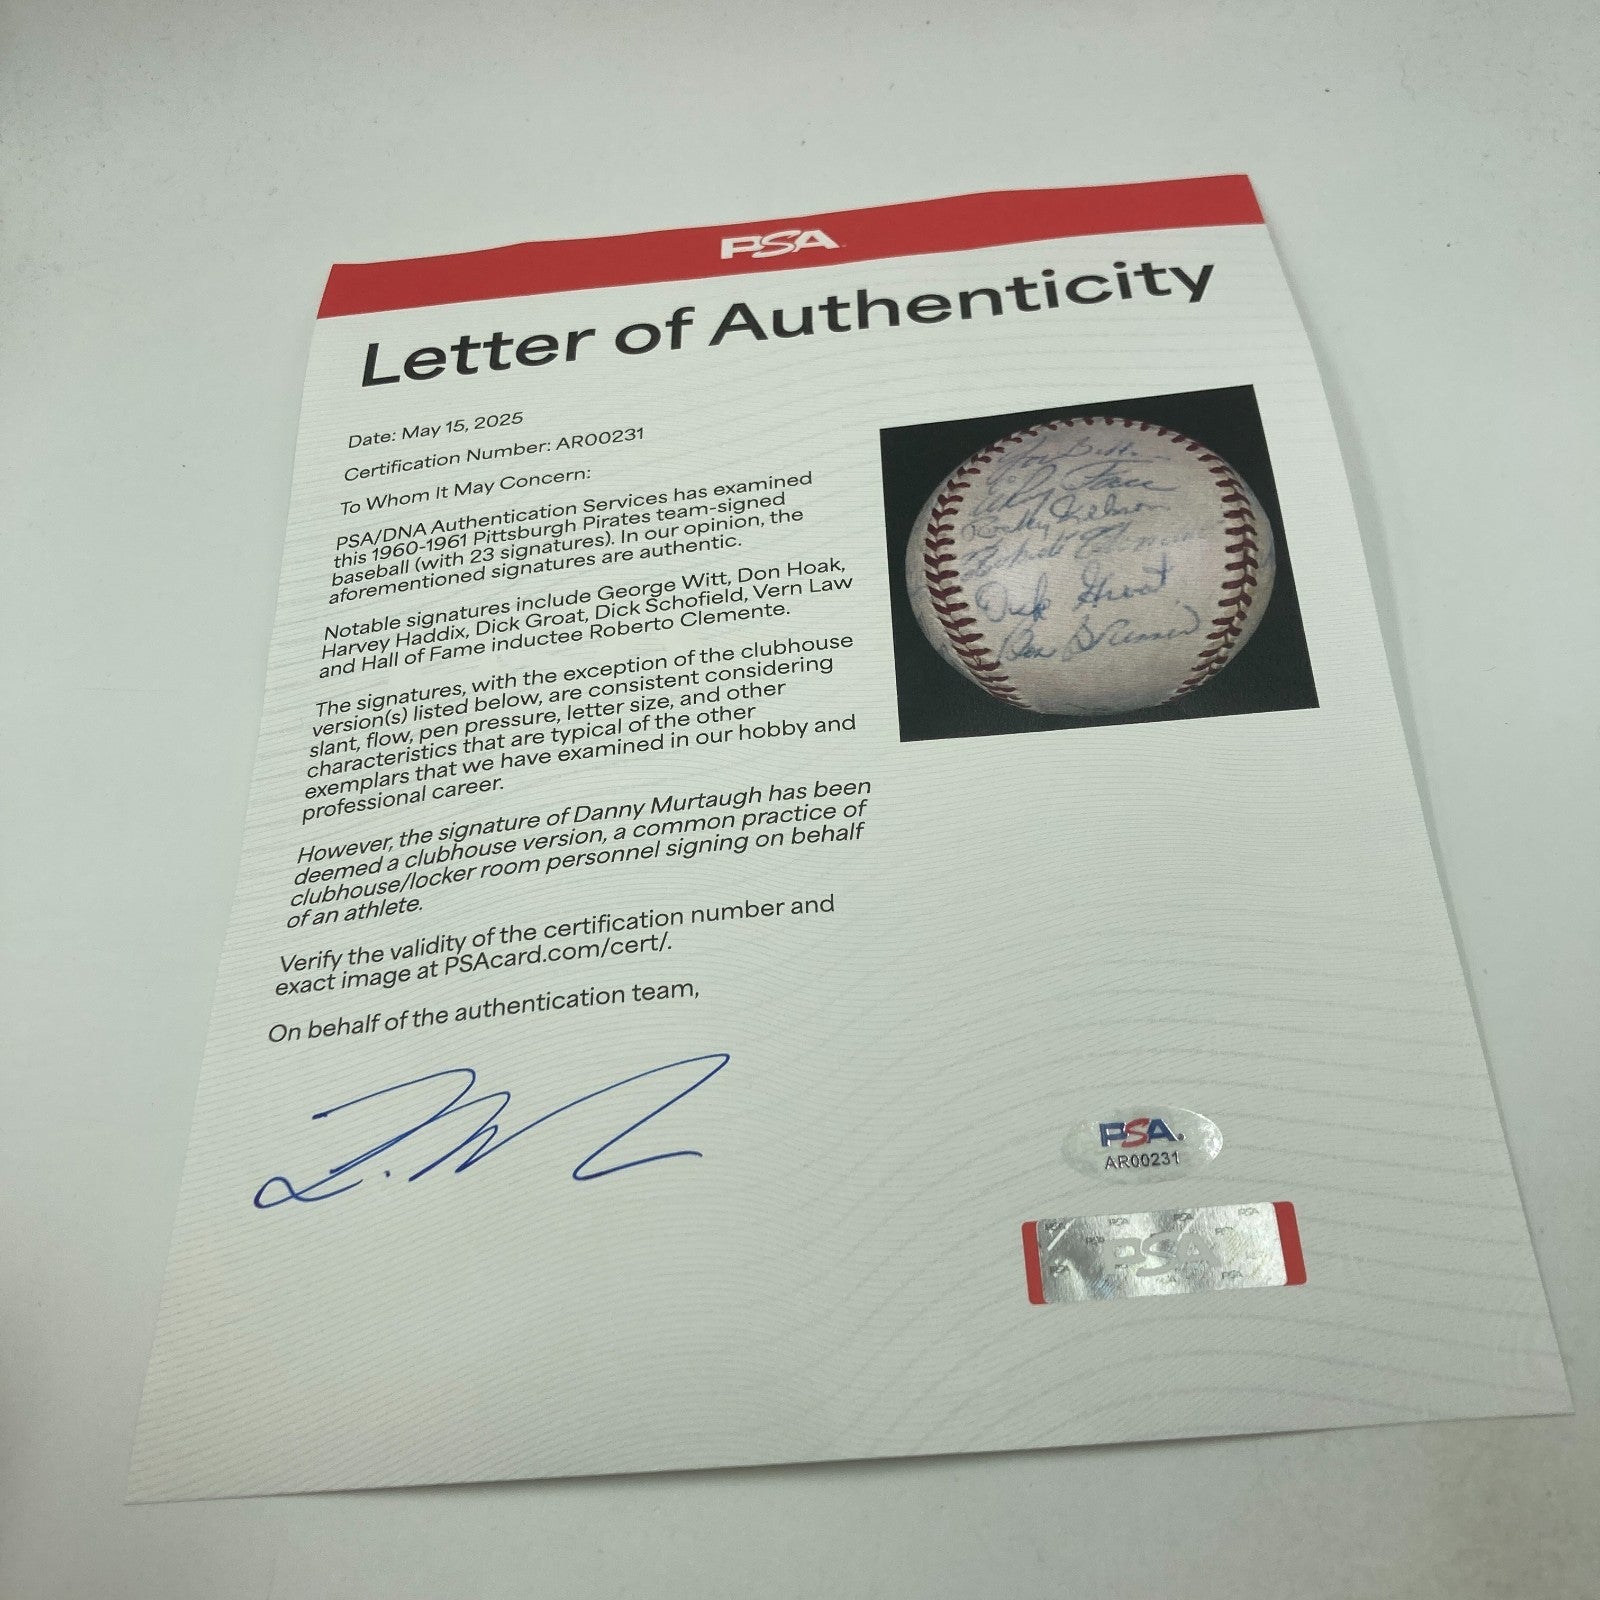 PSA
Letter of Authenticity
Date: May 15, 2025
Certification Number: AR00231
To Whom It May Concern:
PSA/DNA Authentication Services has examined
this 1960-1961 Pittsburgh Pirates team-signed
baseball (with 23 signatures). In our opinion, the
aforementioned signatures are authentic.
Notable signatures include George Witt, Don Hoak,
Harvey Haddix, Dick Groat, Dick Schofield, Vern Law
and Hall of Fame inductee Roberto Clemente.
The signatures, with the exception of the clubhouse
version(s) listed below, are consistent considering
slant, flow, pen pressure, letter size, and other
characteristics that are typical of the other
exemplars that we have examined in our hobby and
professional career.
However, the signature of Danny Murtaugh has been
deemed a clubhouse version, a common practice of
clubhouse/locker room personnel signing on behalf
of an athlete.
Verify the validity of the certification number and
exact image at PSAcard.com/cert/.
On behalf of the authentication team,
Face
Rocky Nelson
Roberto Clemente
Dick Groat
PSA
AR00231
PSA